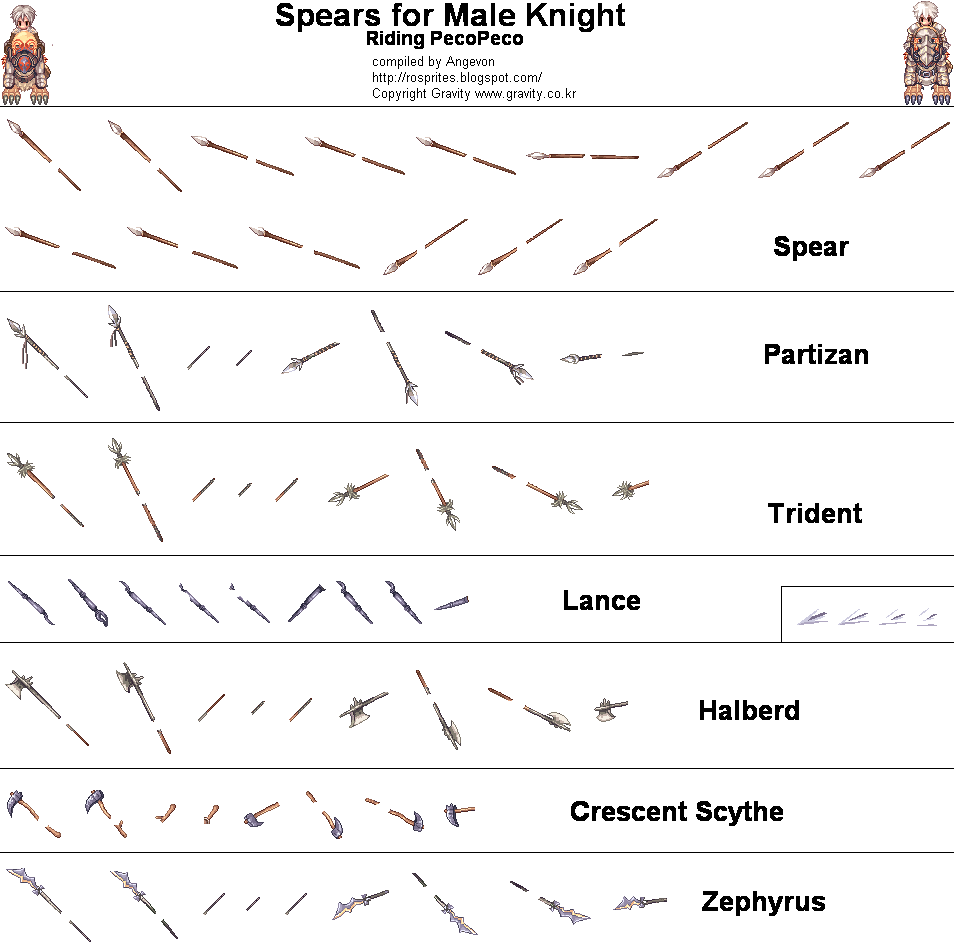 Spears for Male Knight
Riding PecoPeco
compiled by Angevon
http://rosprites.blogspot.com/
Copyright Gravity www.gravity.co.kr
Spear
Partizan
Trident
Lance
Halberd
Crescent Scythe
Zephyrus